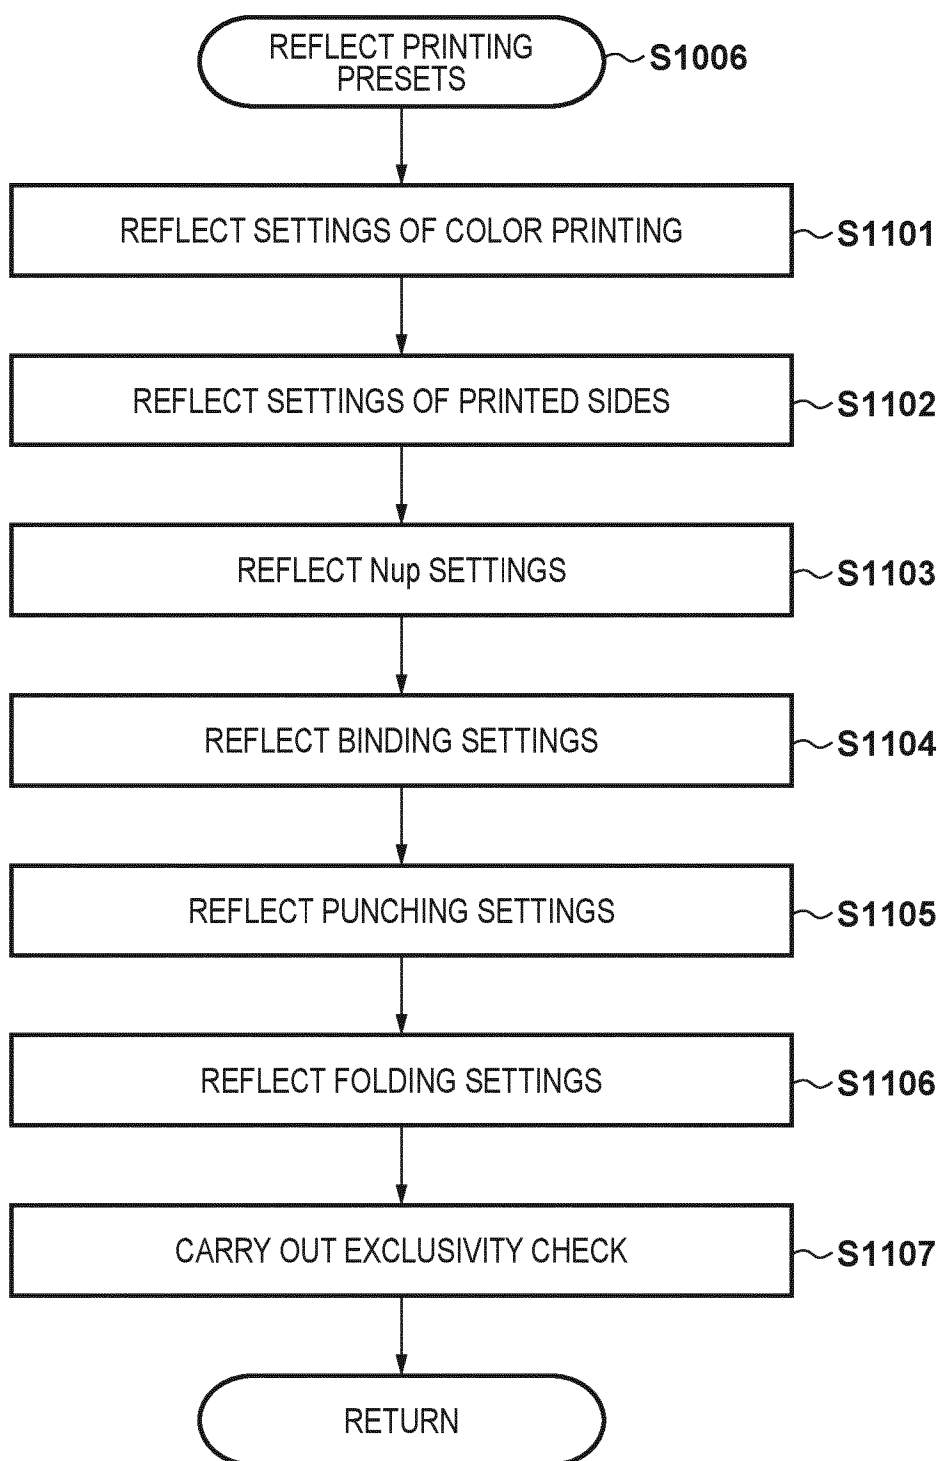 REFLECT PRINTING
PRESETS
S1006
REFLECT SETTINGS OF COLOR PRINTING
S1101
REFLECT SETTINGS OF PRINTED SIDES
S1102
REFLECT Nup SETTINGS
S1103
REFLECT BINDING SETTINGS
S1104
REFLECT PUNCHING SETTINGS
S1105
REFLECT FOLDING SETTINGS
S1106
CARRY OUT EXCLUSIVITY CHECK
S1107
RETURN